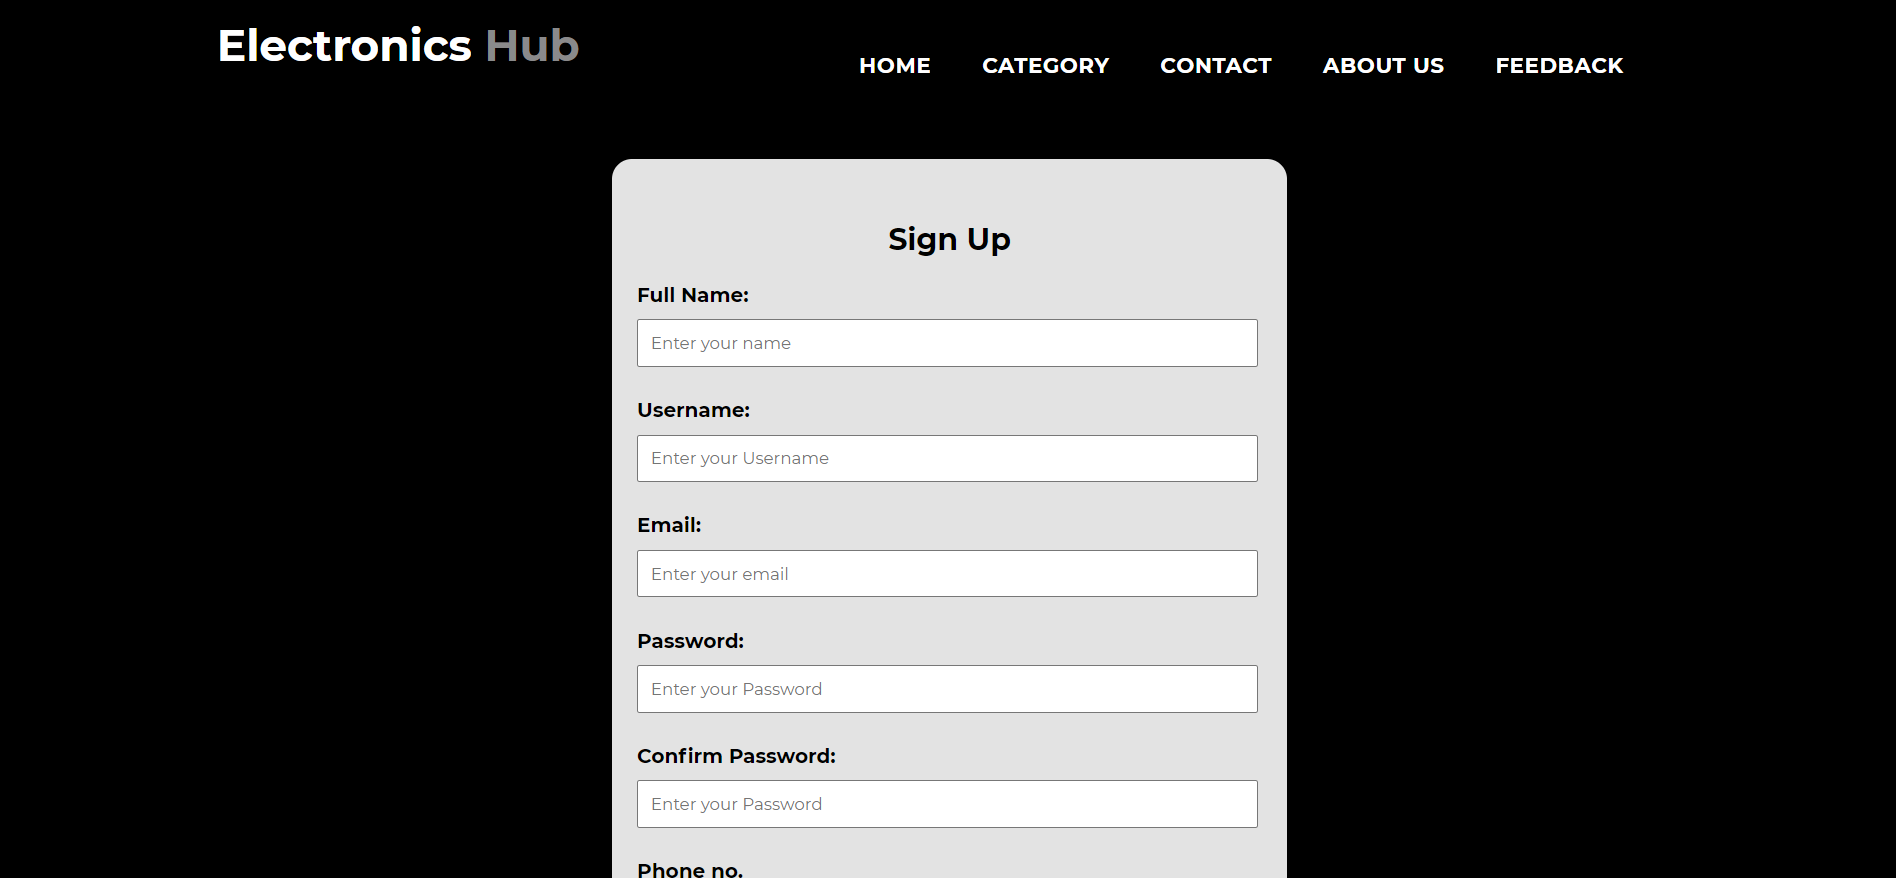 Electronics Hub
HOME CATEGORY CONTACT ABOUT US FEEDBACK
Sign Up
Full Name:
Enter your name
Username:
Enter your Username
Email:
Enter your email
Password:
Enter your Password
Confirm Password:
Enter your Password
Phone no.